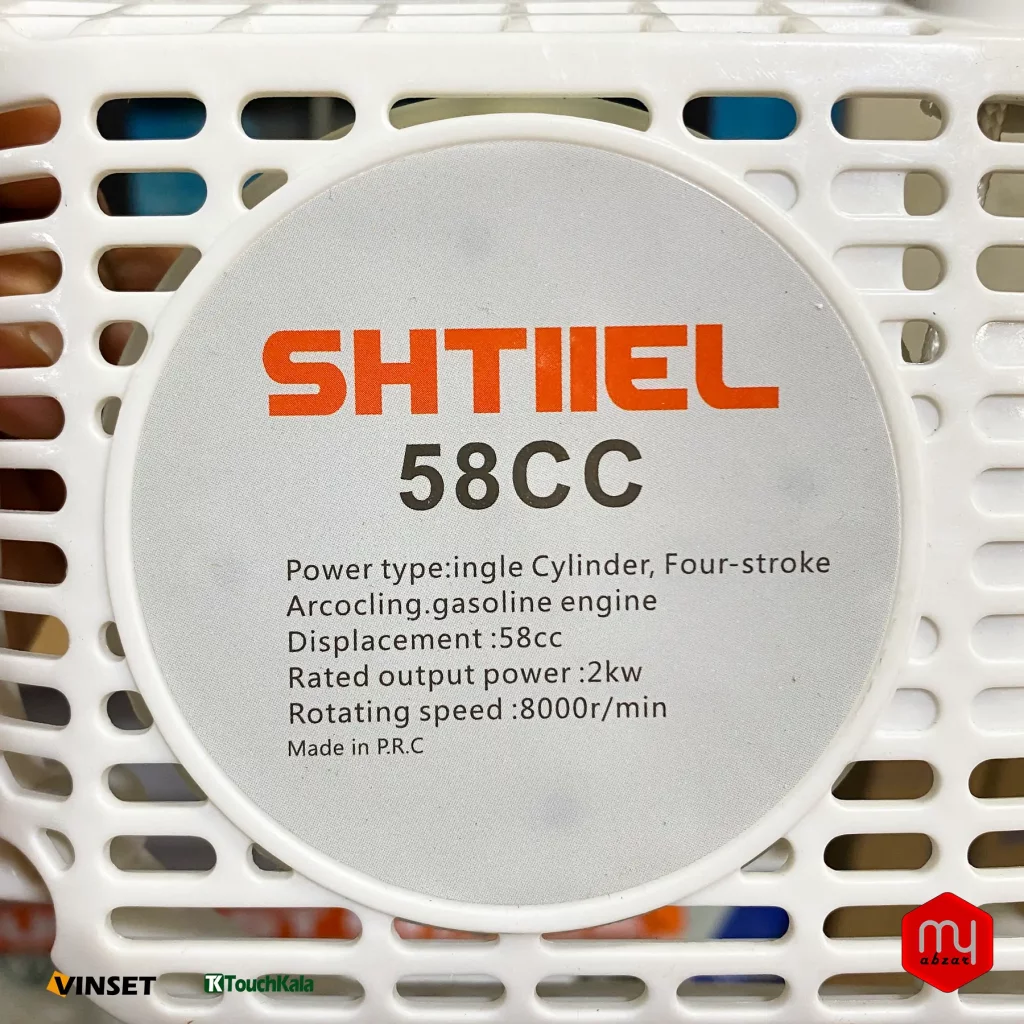 SHTIIEL
58CC
Power type:ingle Cylinder, Four-stroke
Arcocling.gasoline engine
Displacement :58cc
Rated output power :2kw
Rotating speed :8000r/min
Made in P.R.C
my
abzar
VINSET
TK TouchKala